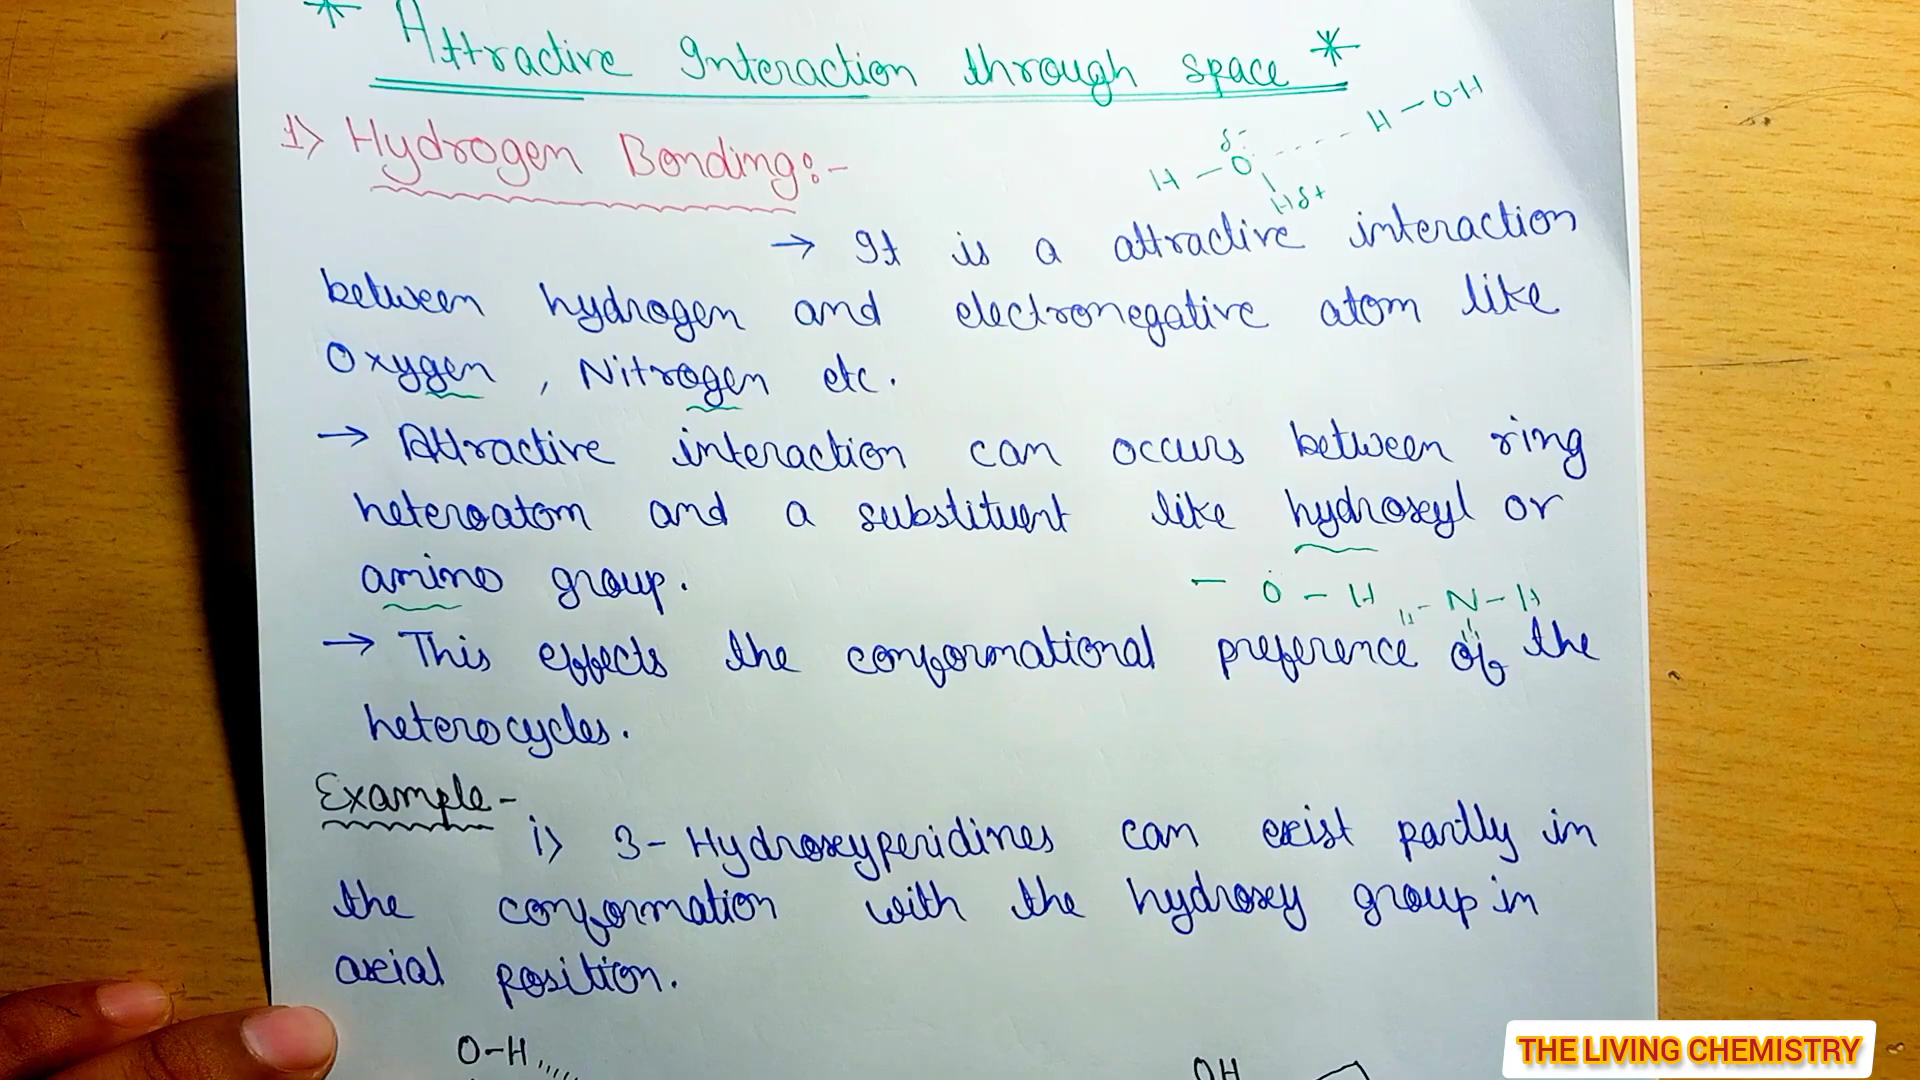 * Attractive Interaction through space *
1) Hydrogen Bonding:-
H - O δ- ---- H - O-H
H δ+
→ It is a attractive interaction
between hydrogen and electronegative atom like
Oxygen, Nitrogen etc.
→ Attractive interaction can occurs between ring
heteroatom and a substituent like hydroxyl or
amino group.
- O - H N - H
→ This effects the conformational preference of the
heterocycles.
Example-
i) 3-Hydroxyperidines can exist partly in
the conformation with the hydroxy group in
axial position.
O-H OH
THE LIVING CHEMISTRY